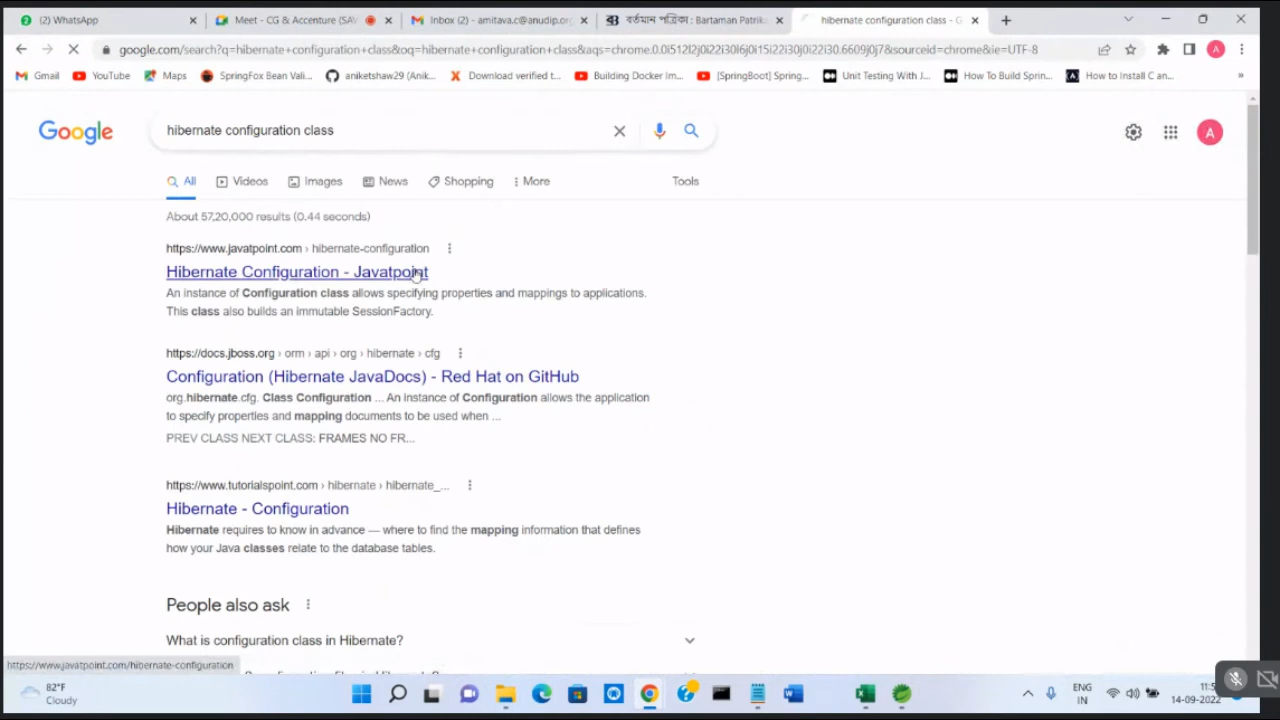 (2) WhatsApp
Meet - CG & Accenture (SAV
Inbox (2) - amitava.c@anudip.org
বর্তমান পত্রিকা : Bartaman Patrika
hibernate configuration class - G
google.com/search?q=hibernate+configuration+class&oq=hibernate+configuration+class&aqs=chrome.0.0i512l2j0i22i30l6j0i15i22i30j0i22i30.6609j0j7&sourceid=chrome&ie=UTF-8
A
Gmail
YouTube
Maps
SpringFox Bean Vali...
aniketshaw29 (Anik...
Download verified t...
Building Docker Im...
[SpringBoot] Spring...
Unit Testing With J...
How To Build Sprin...
How to Install C an...
»
Google
hibernate configuration class
A
All
Videos
Images
News
Shopping
More
Tools
About 57,20,000 results (0.44 seconds)
https://www.javatpoint.com › hibernate-configuration
Hibernate Configuration - Javatpoint
An instance of Configuration class allows specifying properties and mappings to applications.
This class also builds an immutable SessionFactory.
https://docs.jboss.org › orm › api › org › hibernate › cfg
Configuration (Hibernate JavaDocs) - Red Hat on GitHub
org.hibernate.cfg. Class Configuration ... An instance of Configuration allows the application
to specify properties and mapping documents to be used when ...
PREV CLASS NEXT CLASS: FRAMES NO FR...
https://www.tutorialspoint.com › hibernate › hibernate_...
Hibernate - Configuration
Hibernate requires to know in advance — where to find the mapping information that defines
how your Java classes relate to the database tables.
People also ask
What is configuration class in Hibernate?
https://www.javatpoint.com/hibernate-configuration
82°F
Cloudy
ENG
IN
14-09-2022